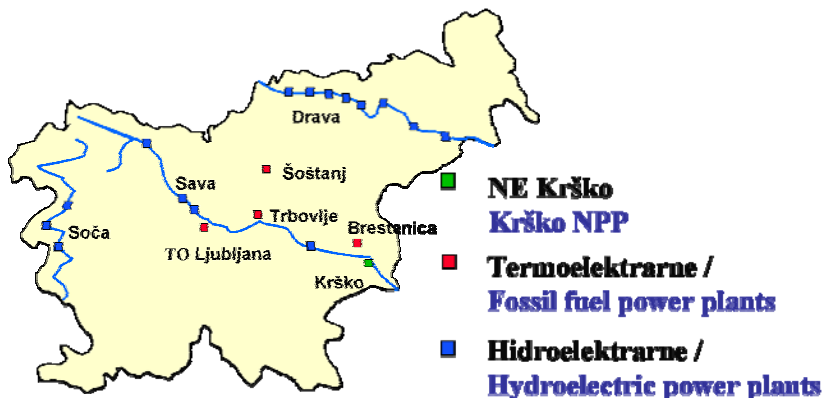 Drava
Šoštanj
Sava
Trbovlje
Brestanica
Soča
TO Ljubljana
Krško
NE Krško
Krško NPP
Termoelektrarne /
Fossil fuel power plants
Hidroelektrarne /
Hydroelectric power plants